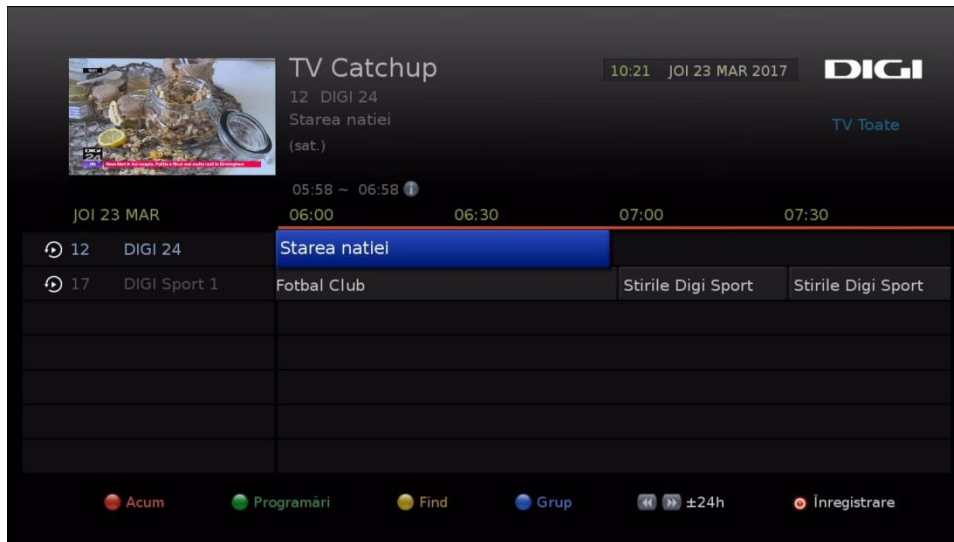 TV Catchup
10:21 JOI 23 MAR 2017
DIGI
12 DIGI 24
Starea natiei
TV Toate
(sat.)
05:58 ~ 06:58
JOI 23 MAR 06:00 06:30 07:00 07:30
12 DIGI 24 Starea natiei
17 DIGI Sport 1 Fotbal Club Stirile Digi Sport Stirile Digi Sport
Acum Programări Find Grup ±24h Înregistrare